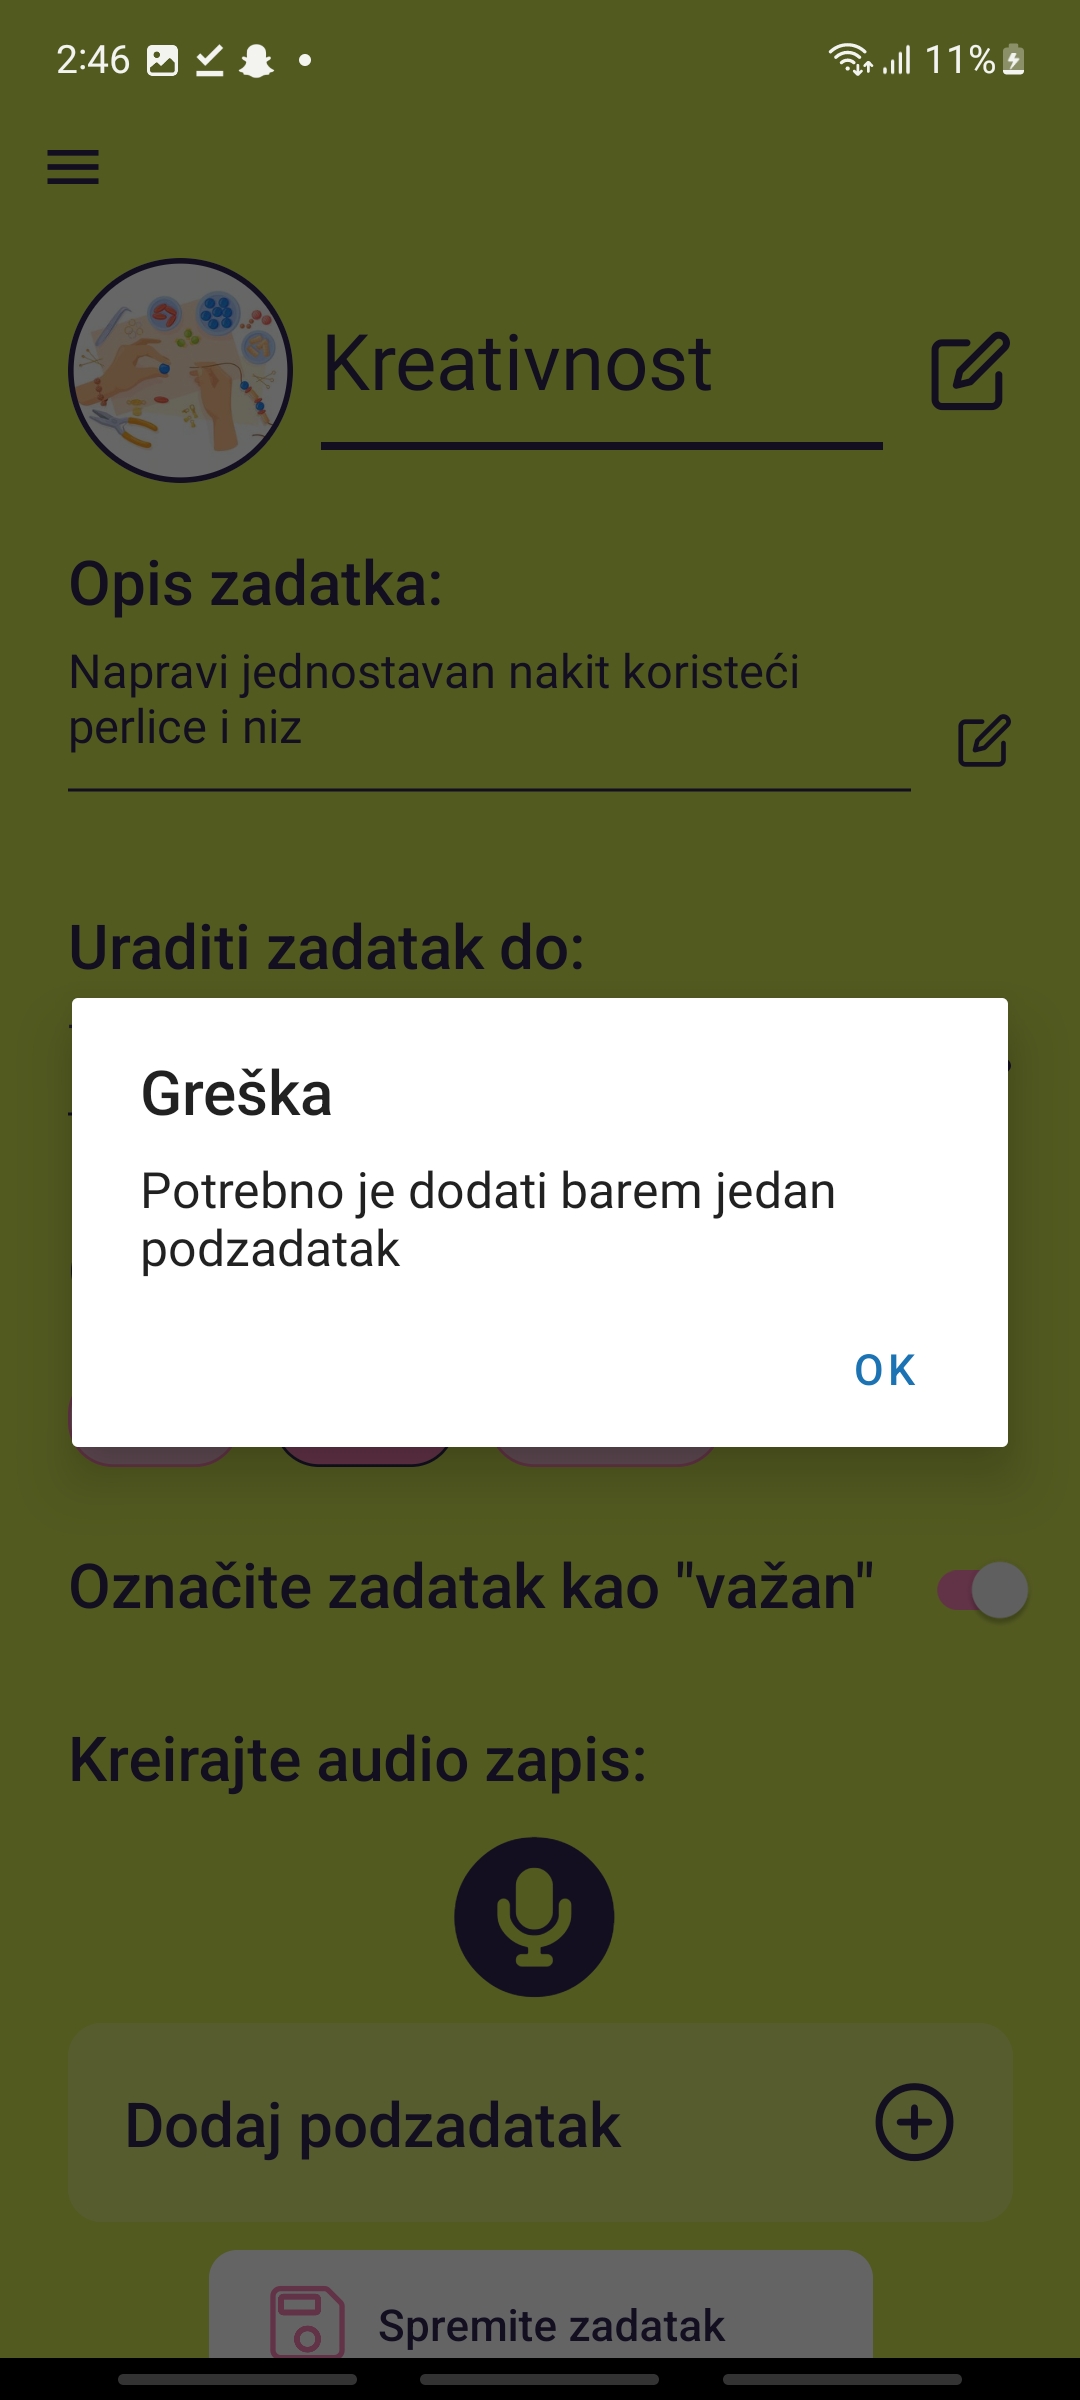 2:46 11%
Kreativnost
Opis zadatka:
Napravi jednostavan nakit koristeći
perlice i niz
Uraditi zadatak do:
Greška
Potrebno je dodati barem jedan
podzadatak
OK
Označite zadatak kao "važan"
Kreirajte audio zapis:
Dodaj podzadatak
Spremite zadatak